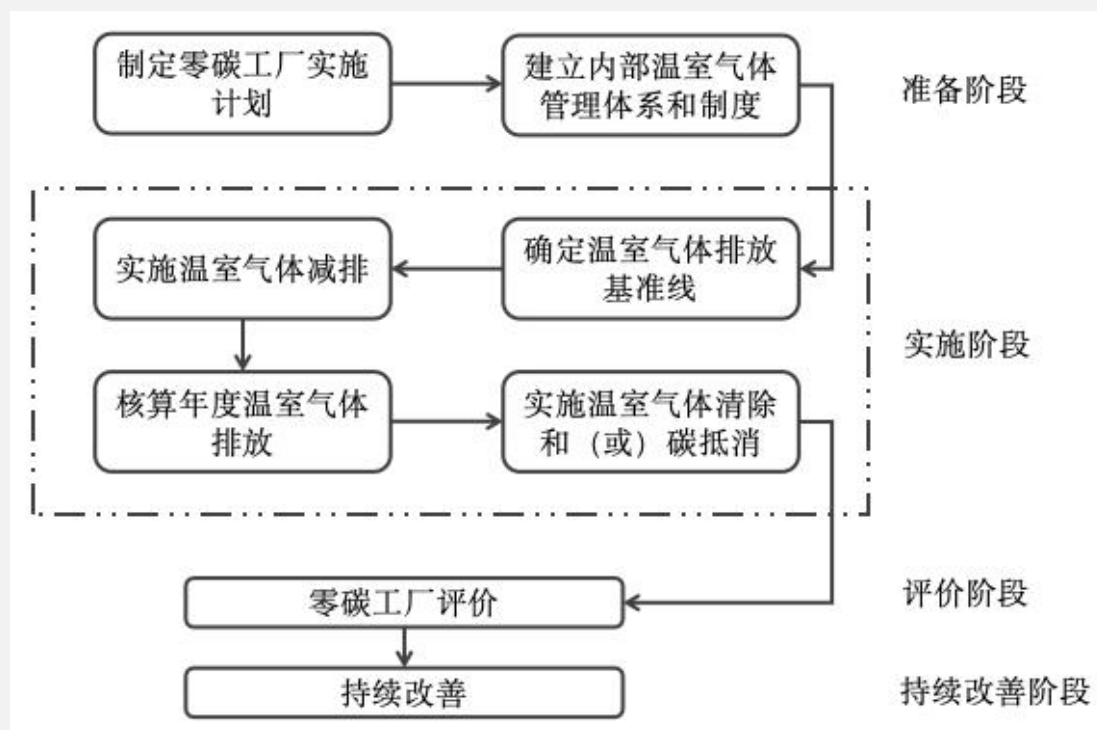 制定零碳工厂实施
计划
建立内部温室气体
管理体系和制度
准备阶段
实施温室气体减排
确定温室气体排放
基准线
实施阶段
核算年度温室气体
排放
实施温室气体清除
和（或）碳抵消
零碳工厂评价
评价阶段
持续改善
持续改善阶段